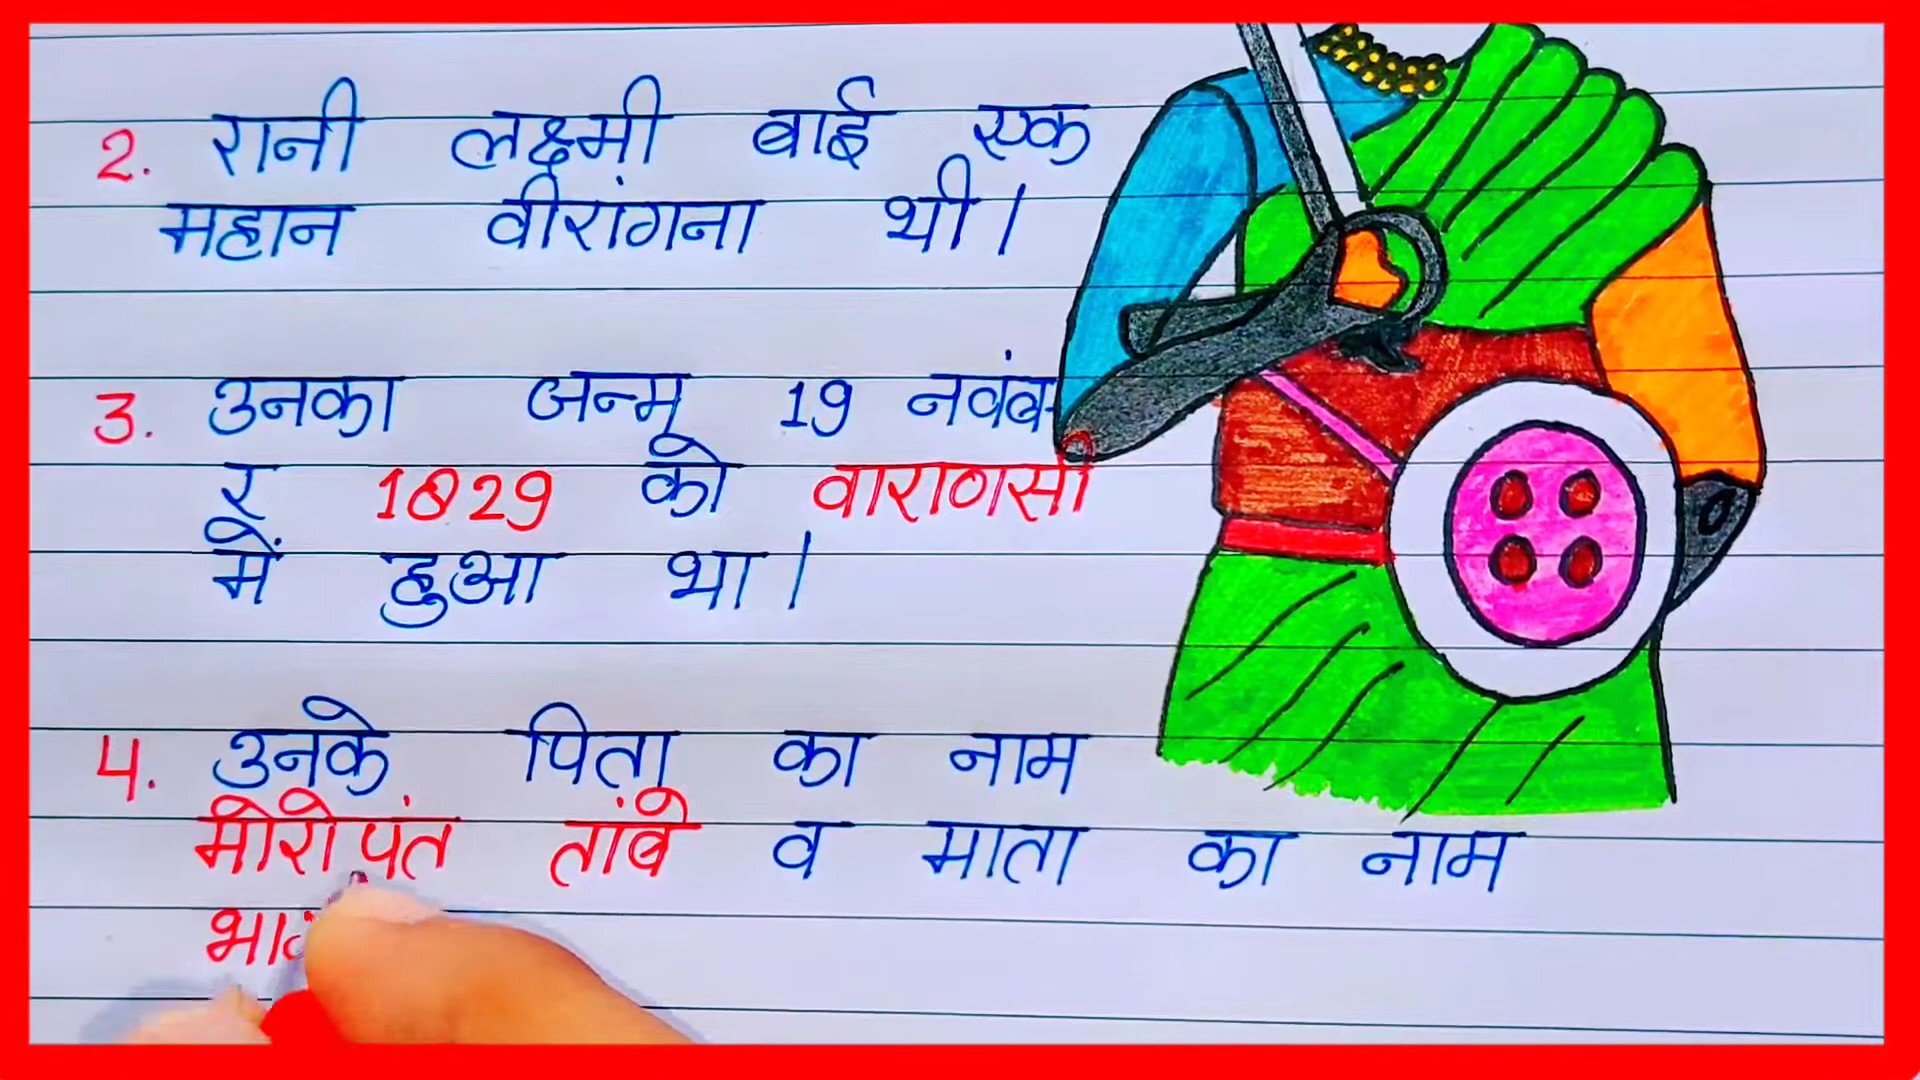 2. रानी लक्ष्मी बाई एक
महान वीरांगना थी।
3. उनका जन्म 19 नवंब
र 1829 को वाराणसी
में हुआ था।
4. उनके पिता का नाम
मोरोपंत तांबे व माता का नाम